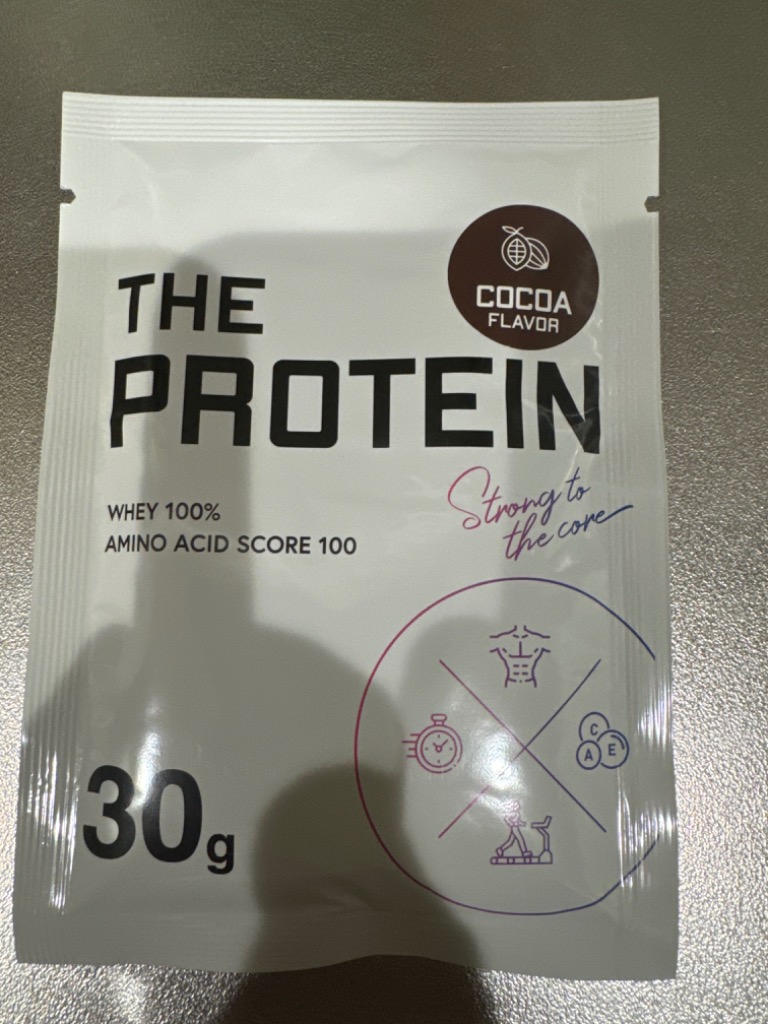 COCOA
FLAVOR
THE
PROTEIN
Strong to
the core
WHEY 100%
AMINO ACID SCORE 100
C
A E
30g